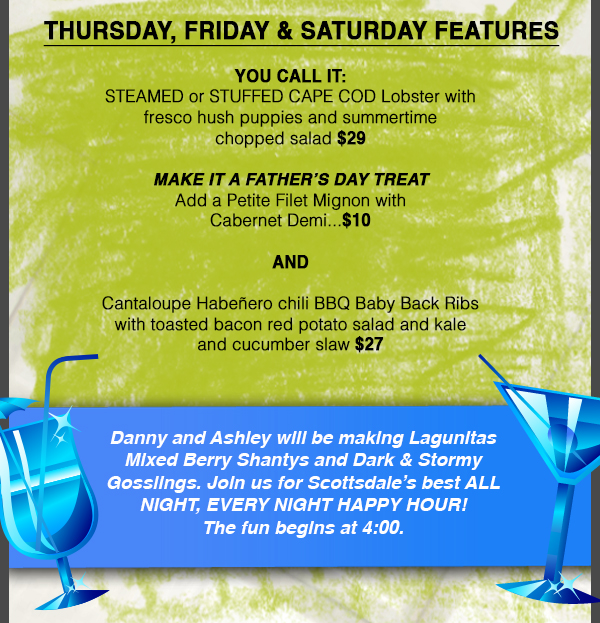 THURSDAY, FRIDAY & SATURDAY FEATURES
YOU CALL IT:
STEAMED or STUFFED CAPE COD Lobster with
fresco hush puppies and summertime
chopped salad $29
MAKE IT A FATHER'S DAY TREAT
Add a Petite Filet Mignon with
Cabernet Demi...$10
AND
Cantaloupe Habeñero chili BBQ Baby Back Ribs
with toasted bacon red potato salad and kale
and cucumber slaw $27
Danny and Ashley will be making Lagunitas
Mixed Berry Shantys and Dark & Stormy
Gosslings. Join us for Scottsdale's best ALL
NIGHT, EVERY NIGHT HAPPY HOUR!
The fun begins at 4:00.